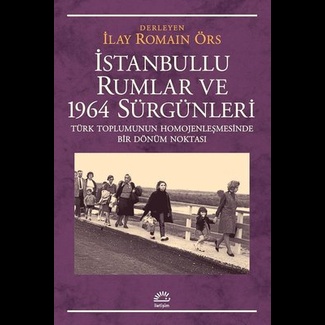 DERLEYEN
İLAY ROMAIN ÖRS
İSTANBULLU
RUMLAR VE
1964 SÜRGÜNLERİ
TÜRK TOPLUMUNUN HOMOJENLEŞMESİNDE
BİR DÖNÜM NOKTASI
iletişim